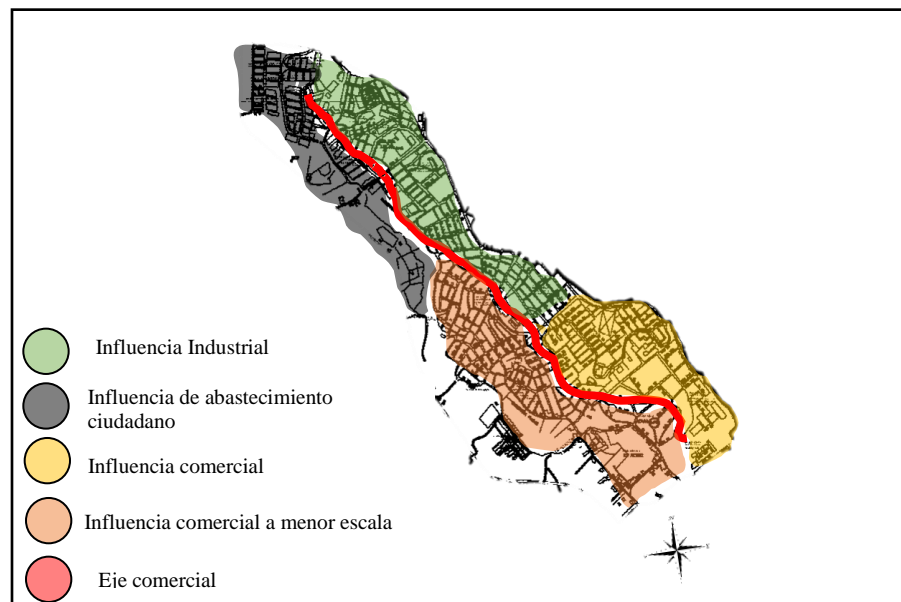 Influencia Industrial
Influencia de abastecimiento
ciudadano
Influencia comercial
Influencia comercial a menor escala
Eje comercial